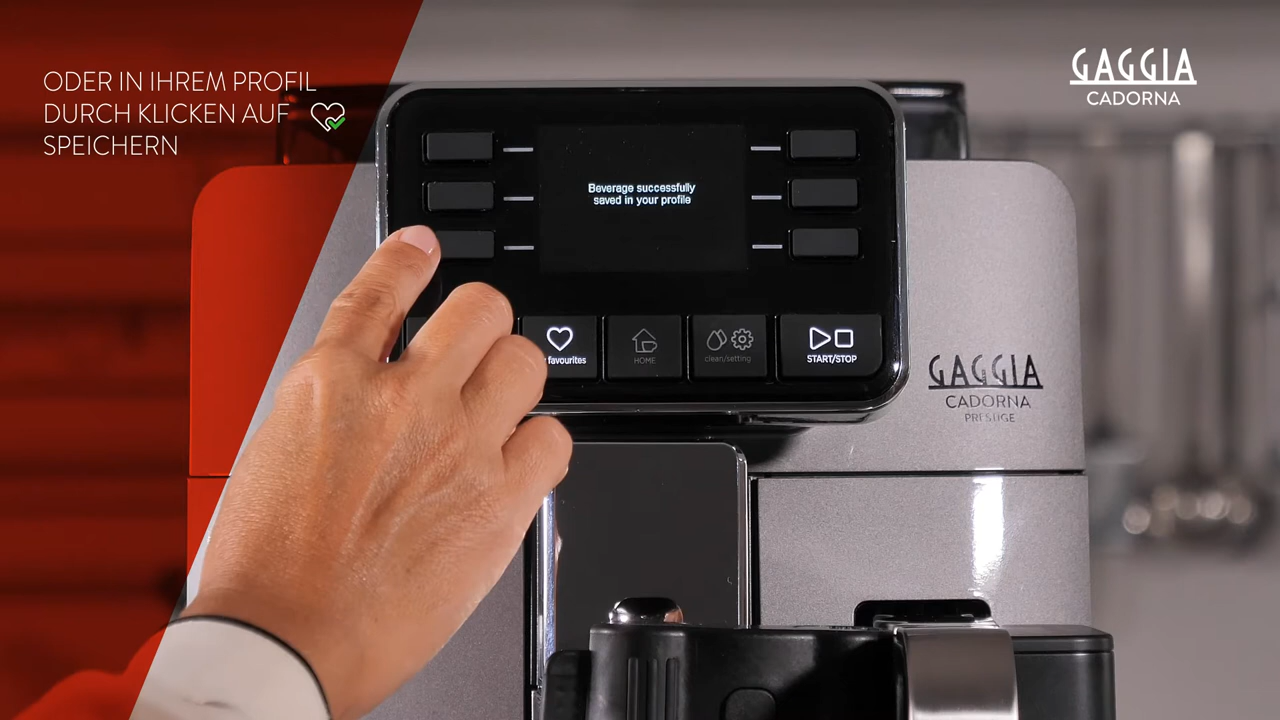 ODER IN IHREM PROFIL
DURCH KLICKEN AUF
SPEICHERN
GAGGIA
CADORNA
Beverage successfully
saved in your profile
favourites
HOME
clean/setting
START/STOP
GAGGIA
CADORNA
PRESTIGE